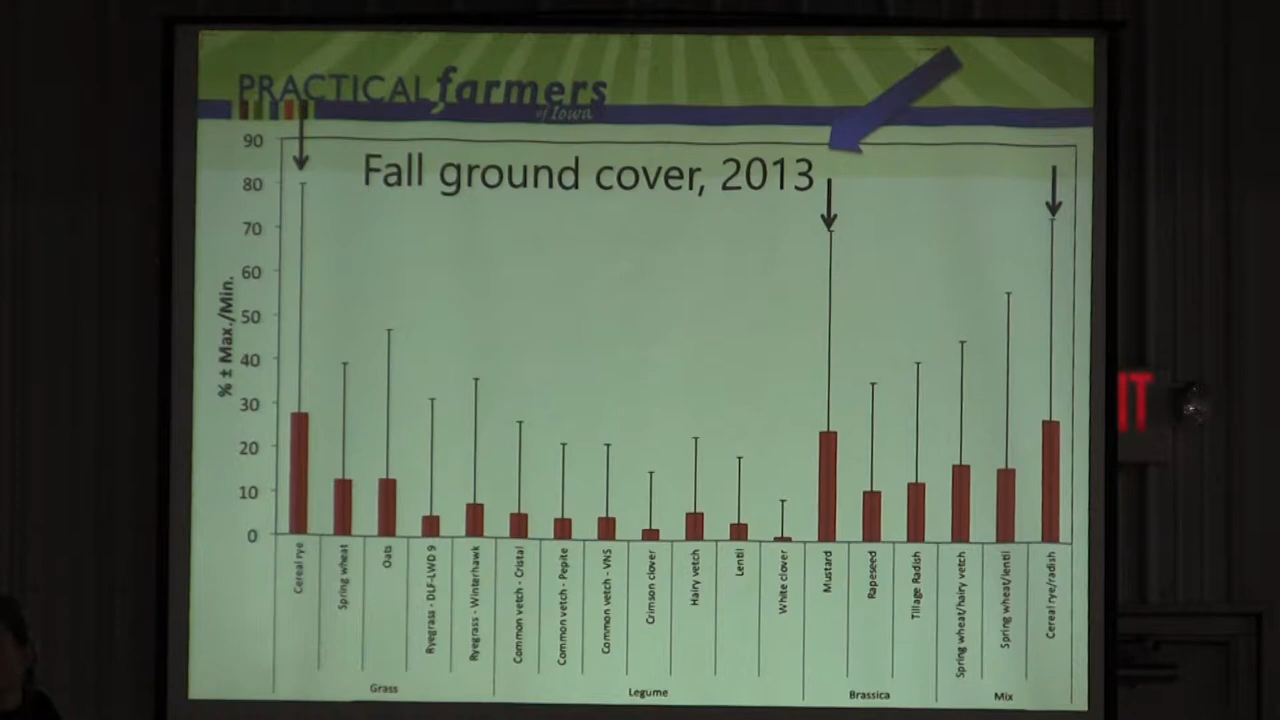 PRACTICAL farmers
of Iowa
Fall ground cover, 2013
% ± Max./Min.
90
80
70
60
50
40
30
20
10
0
Cereal rye
Spring wheat
Oats
Ryegrass - DLF-LWD 9
Ryegrass - Winterhawk
Common vetch - Cristal
Common vetch - Pepite
Common vetch - VNS
Crimson clover
Hairy vetch
Lentil
White clover
Mustard
Rapeseed
Tillage Radish
Spring wheat/hairy vetch
Spring wheat/lentil
Cereal rye/radish
Grass
Legume
Brassica
Mix
IT